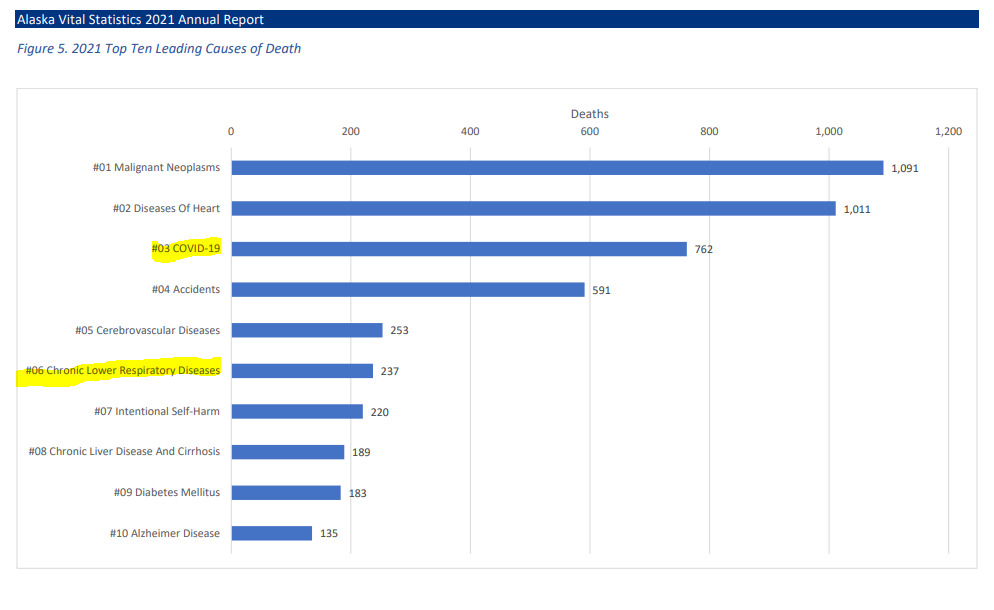 Alaska Vital Statistics 2021 Annual Report
Figure 5. 2021 Top Ten Leading Causes of Death
Deaths
0 200 400 600 800 1,000 1,200
#01 Malignant Neoplasms 1,091
#02 Diseases Of Heart 1,011
#03 COVID-19 762
#04 Accidents 591
#05 Cerebrovascular Diseases 253
#06 Chronic Lower Respiratory Diseases 237
#07 Intentional Self-Harm 220
#08 Chronic Liver Disease And Cirrhosis 189
#09 Diabetes Mellitus 183
#10 Alzheimer Disease 135